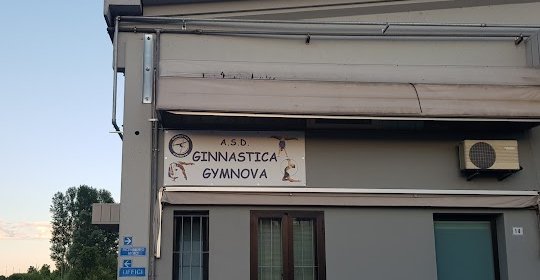 A.S.D.
GINNASTICA
GYMNOVA
UFFICI